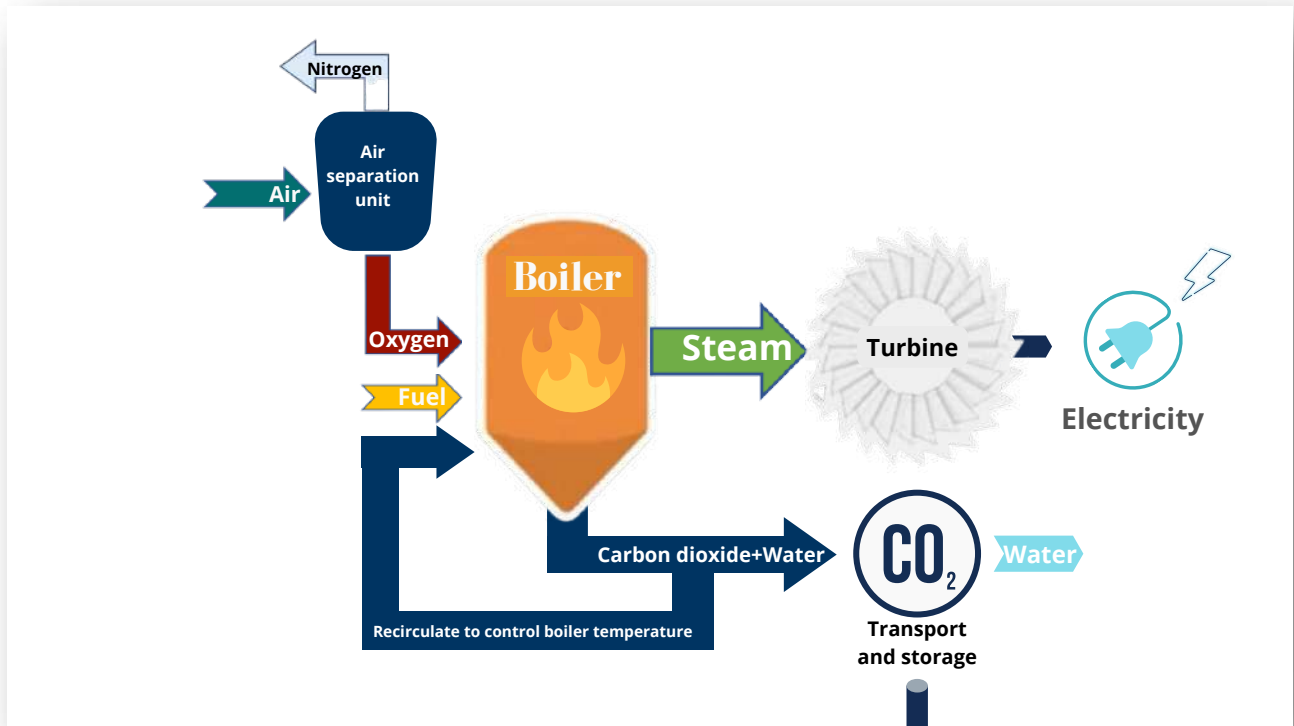 Nitrogen
Air
separation
unit
Air
Oxygen
Fuel
Boiler
Steam
Turbine
Electricity
Carbon dioxide+Water
CO₂
Water
Transport
and storage
Recirculate to control boiler temperature